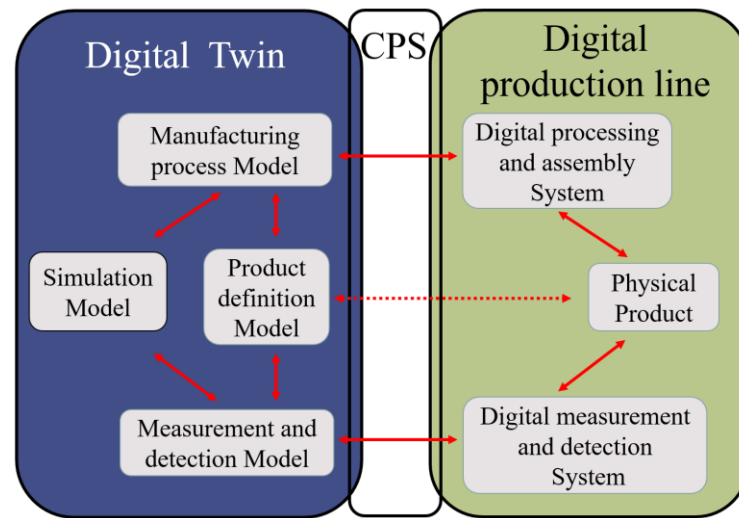 Digital Twin
CPS
Digital
production line
Manufacturing
process Model
Digital processing
and assembly
System
Simulation
Model
Product
definition Model
Physical
Product
Measurement and
detection Model
Digital measurement
and detection
System